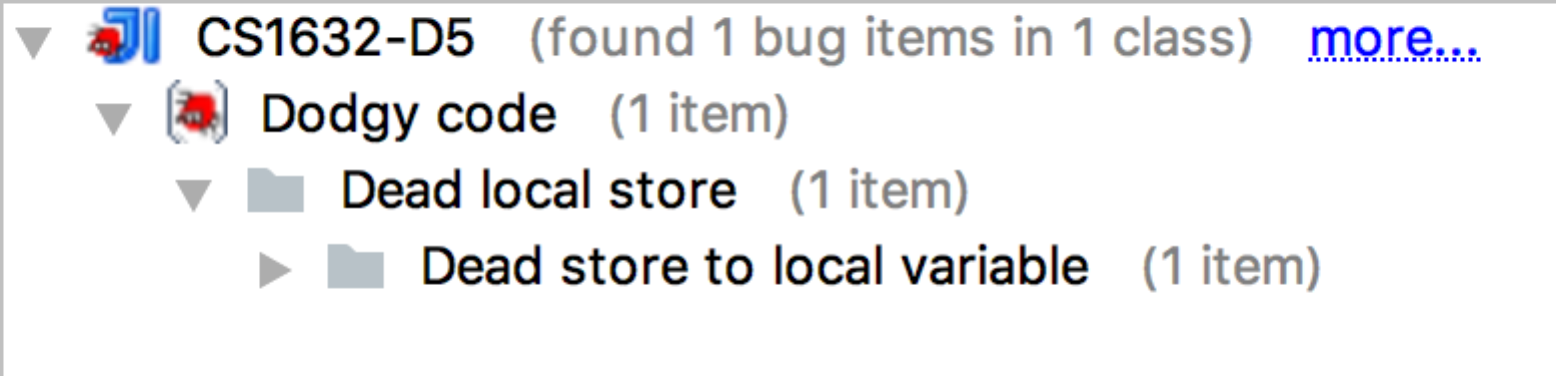 CS1632-D5 (found 1 bug items in 1 class) more...
Dodgy code (1 item)
Dead local store (1 item)
Dead store to local variable (1 item)